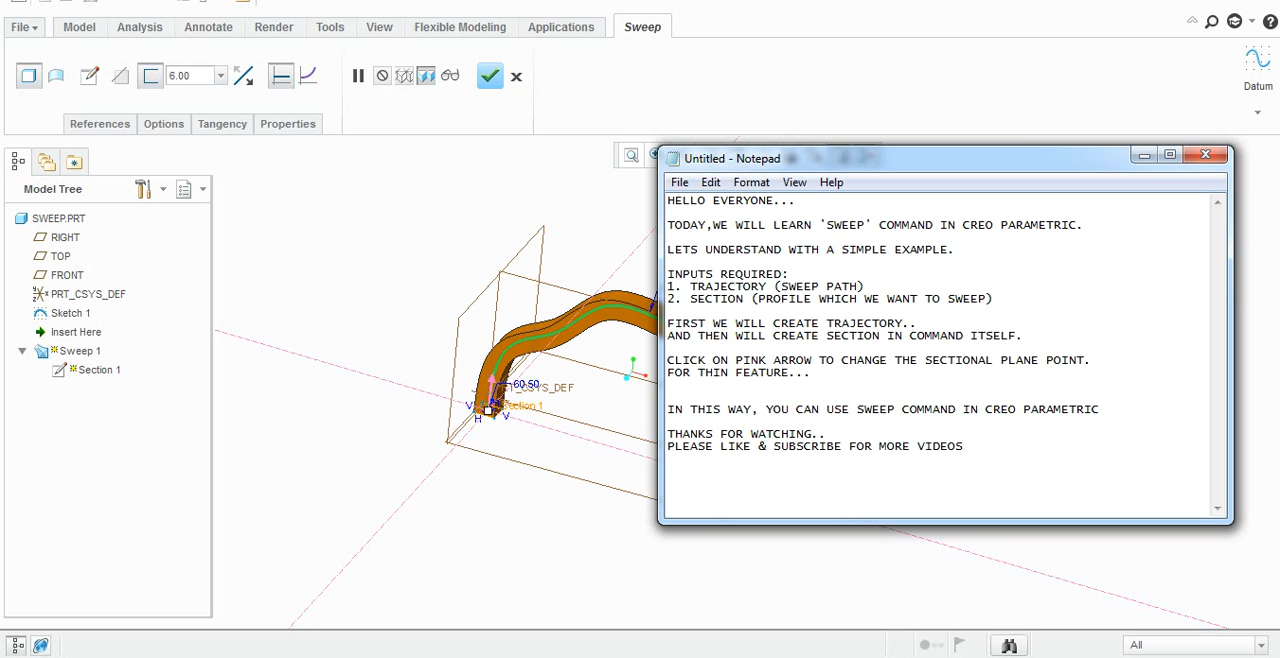 File Model Analysis Annotate Render Tools View Flexible Modeling Applications Sweep
6.00
Datum
References Options Tangency Properties
Model Tree
SWEEP.PRT
RIGHT
TOP
FRONT
PRT_CSYS_DEF
Sketch 1
Insert Here
Sweep 1
Section 1
60.50
CSYS_DEF
Section 1
V
H
V
Untitled - Notepad
File Edit Format View Help
HELLO EVERYONE...
TODAY,WE WILL LEARN 'SWEEP' COMMAND IN CREO PARAMETRIC.
LETS UNDERSTAND WITH A SIMPLE EXAMPLE.
INPUTS REQUIRED:
1. TRAJECTORY (SWEEP PATH)
2. SECTION (PROFILE WHICH WE WANT TO SWEEP)
FIRST WE WILL CREATE TRAJECTORY..
AND THEN WILL CREATE SECTION IN COMMAND ITSELF.
CLICK ON PINK ARROW TO CHANGE THE SECTIONAL PLANE POINT.
FOR THIN FEATURE...
IN THIS WAY, YOU CAN USE SWEEP COMMAND IN CREO PARAMETRIC
THANKS FOR WATCHING..
PLEASE LIKE & SUBSCRIBE FOR MORE VIDEOS
All